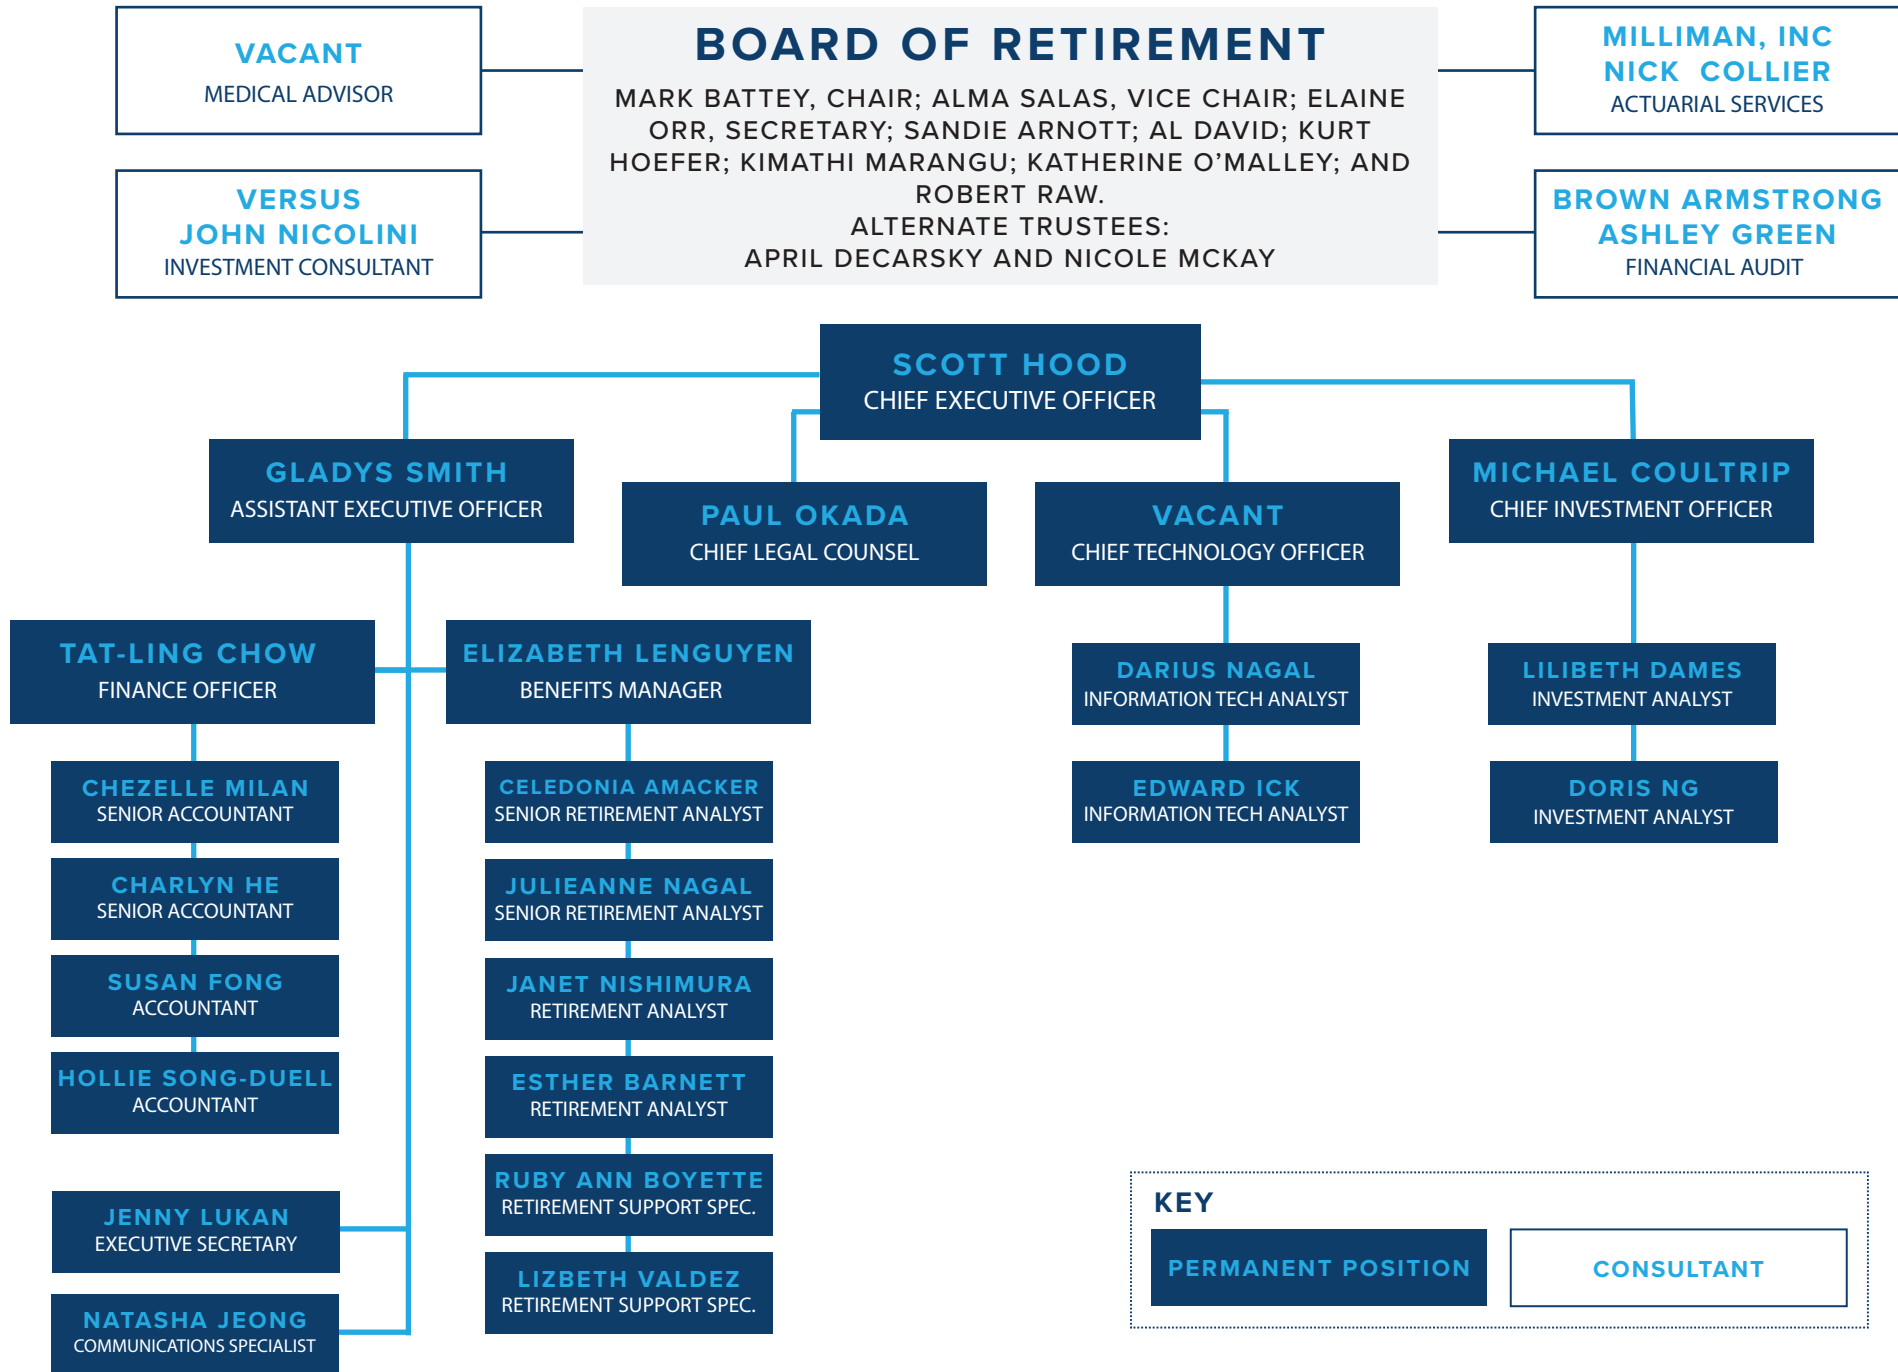 VACANT
MEDICAL ADVISOR
BOARD OF RETIREMENT
MARK BATTEY, CHAIR; ALMA SALAS, VICE CHAIR; ELAINE
ORR, SECRETARY; SANDIE ARNOTT; AL DAVID; KURT
HOEFER; KIMATHI MARANGU; KATHERINE O’MALLEY; AND
ROBERT RAW.
ALTERNATE TRUSTEES:
APRIL DECARSKY AND NICOLE MCKAY
MILLIMAN, INC
NICK COLLIER
ACTUARIAL SERVICES
VERSUS
JOHN NICOLINI
INVESTMENT CONSULTANT
BROWN ARMSTRONG
ASHLEY GREEN
FINANCIAL AUDIT
SCOTT HOOD
CHIEF EXECUTIVE OFFICER
GLADYS SMITH
ASSISTANT EXECUTIVE OFFICER
PAUL OKADA
CHIEF LEGAL COUNSEL
VACANT
CHIEF TECHNOLOGY OFFICER
MICHAEL COULTRIP
CHIEF INVESTMENT OFFICER
TAT-LING CHOW
FINANCE OFFICER
ELIZABETH LENGUYEN
BENEFITS MANAGER
DARIUS NAGAL
INFORMATION TECH ANALYST
LILIBETH DAMES
INVESTMENT ANALYST
CHEZELLE MILAN
SENIOR ACCOUNTANT
CELEDONIA AMACKER
SENIOR RETIREMENT ANALYST
EDWARD ICK
INFORMATION TECH ANALYST
DORIS NG
INVESTMENT ANALYST
CHARLYN HE
SENIOR ACCOUNTANT
JULIEANNE NAGAL
SENIOR RETIREMENT ANALYST
SUSAN FONG
ACCOUNTANT
JANET NISHIMURA
RETIREMENT ANALYST
HOLLIE SONG-DUELL
ACCOUNTANT
ESTHER BARNETT
RETIREMENT ANALYST
RUBY ANN BOYETTE
RETIREMENT SUPPORT SPEC.
JENNY LUKAN
EXECUTIVE SECRETARY
LIZBETH VALDEZ
RETIREMENT SUPPORT SPEC.
NATASHA JEONG
COMMUNICATIONS SPECIALIST
KEY
PERMANENT POSITION
CONSULTANT